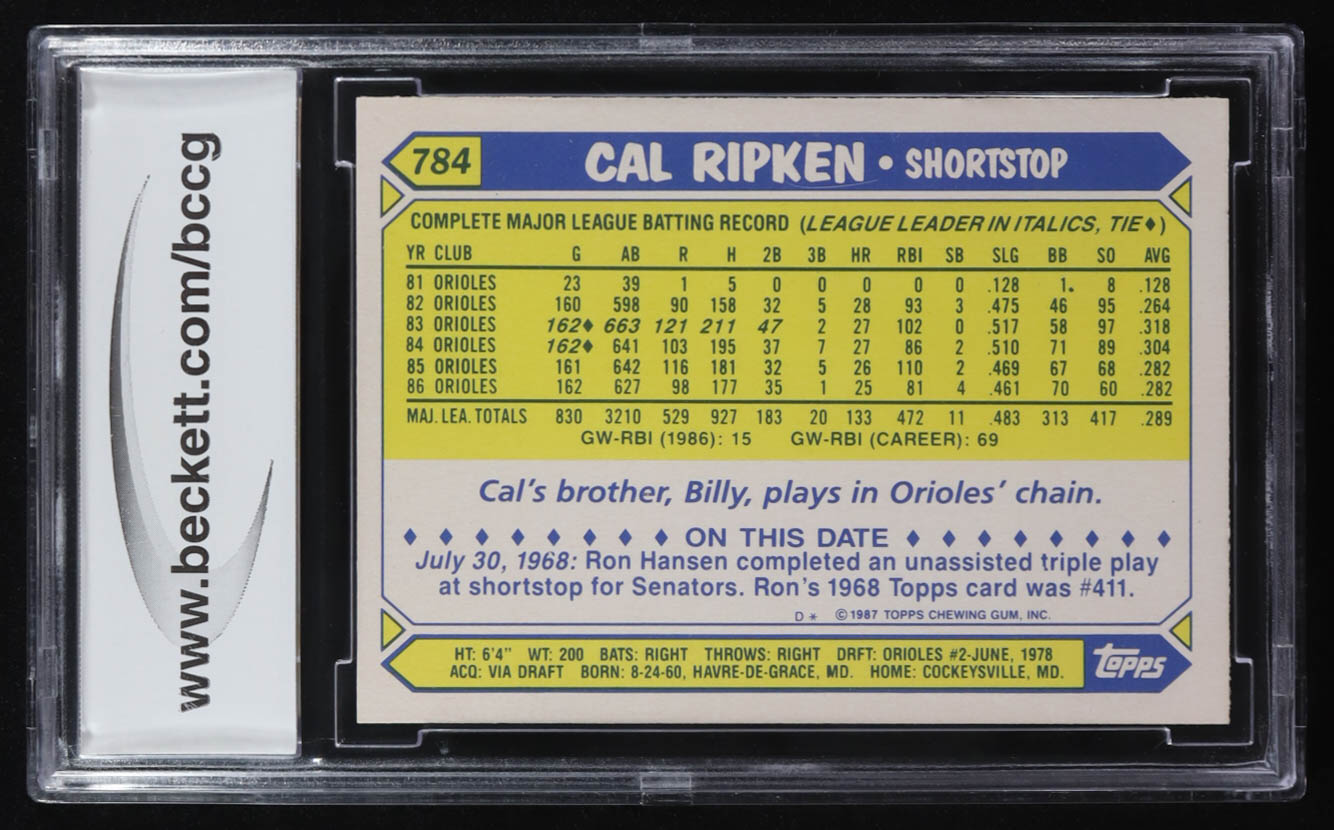 www.beckett.com/bccg
784 CAL RIPKEN • SHORTSTOP
COMPLETE MAJOR LEAGUE BATTING RECORD (LEAGUE LEADER IN ITALICS, TIE♦)
YR CLUB G AB R H 2B 3B HR RBI SB SLG BB SO AVG
81 ORIOLES 23 39 1 5 0 0 0 0 0 .128 1. 8 .128
82 ORIOLES 160 598 90 158 32 5 28 93 3 .475 46 95 .264
83 ORIOLES 162♦ 663 121 211 47 2 27 102 0 .517 58 97 .318
84 ORIOLES 162♦ 641 103 195 37 7 27 86 2 .510 71 89 .304
85 ORIOLES 161 642 116 181 32 5 26 110 2 .469 67 68 .282
86 ORIOLES 162 627 98 177 35 1 25 81 4 .461 70 60 .282
MAJ. LEA. TOTALS 830 3210 529 927 183 20 133 472 11 .483 313 417 .289
GW-RBI (1986): 15 GW-RBI (CAREER): 69
Cal's brother, Billy, plays in Orioles' chain.
♦ ♦ ♦ ♦ ♦ ♦ ♦ ♦ ON THIS DATE ♦ ♦ ♦ ♦ ♦ ♦ ♦ ♦
July 30, 1968: Ron Hansen completed an unassisted triple play
at shortstop for Senators. Ron's 1968 Topps card was #411.
D * © 1987 TOPPS CHEWING GUM, INC.
HT: 6'4" WT: 200 BATS: RIGHT THROWS: RIGHT DRFT: ORIOLES #2-JUNE, 1978
ACQ: VIA DRAFT BORN: 8-24-60, HAVRE-DE-GRACE, MD. HOME: COCKEYSVILLE, MD.
topps